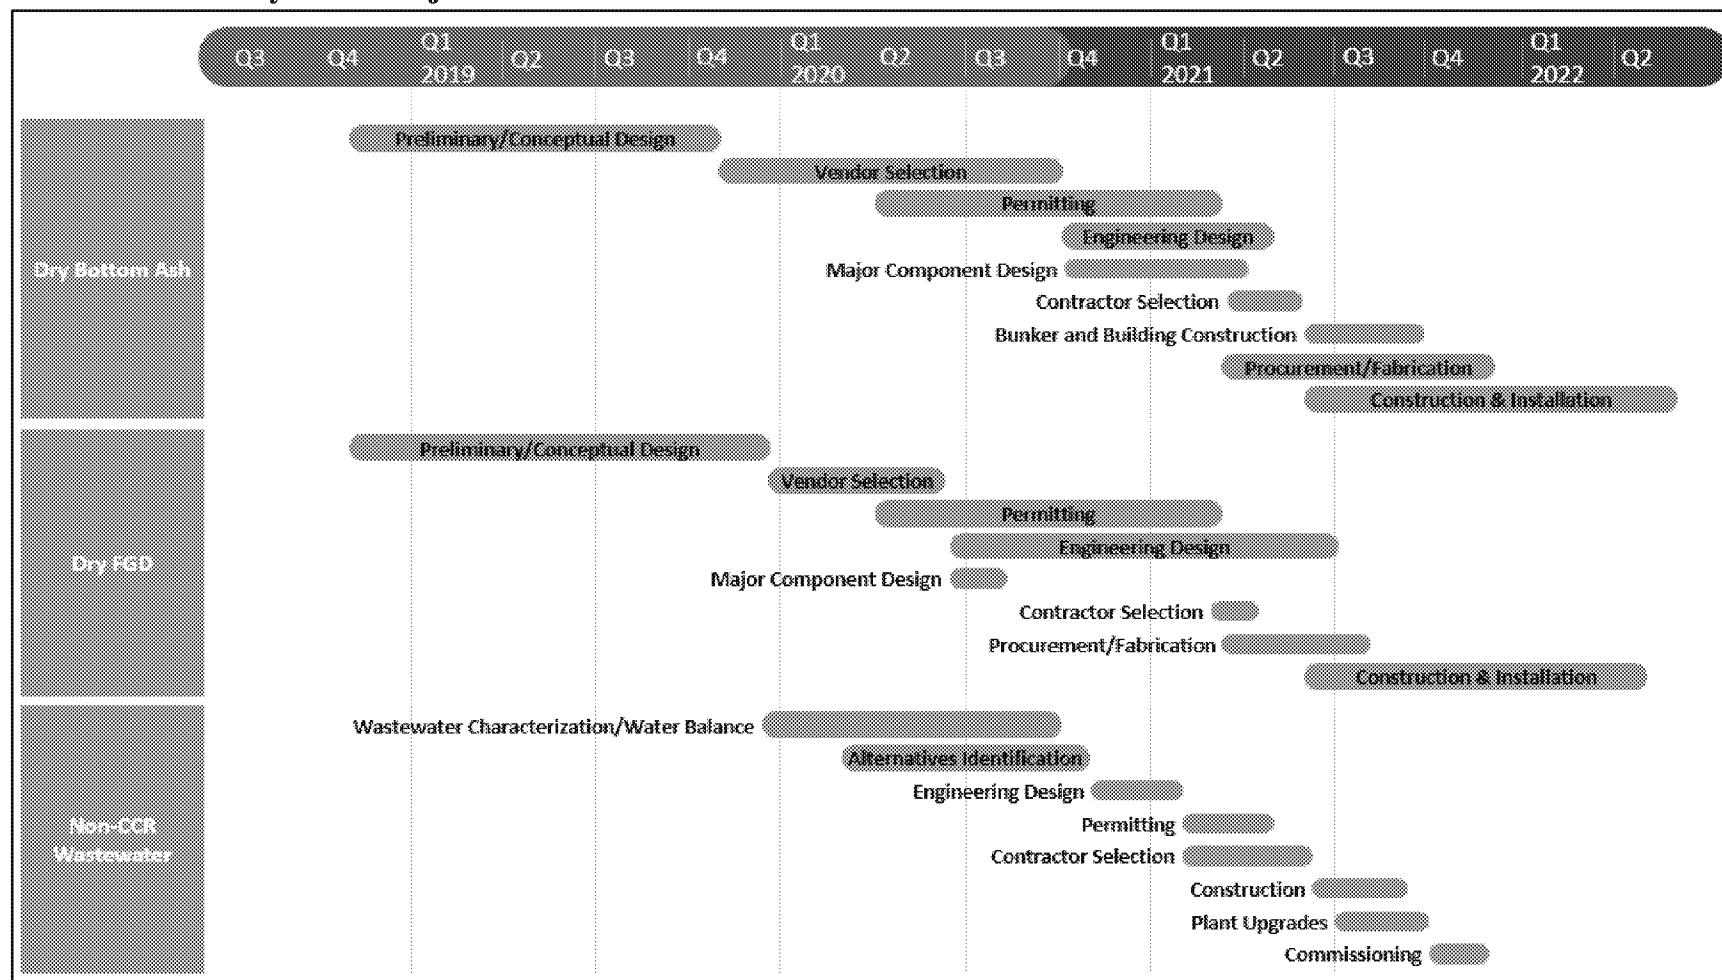 Q3 Q4 Q1 2019 Q2 Q3 Q4 Q1 2020 Q2 Q3 Q4 Q1 2021 Q2 Q3 Q4 Q1 2022 Q2
Dry Bottom Ash
Preliminary/Conceptual Design
Vendor Selection
Permitting
Engineering Design
Major Component Design
Contractor Selection
Bunker and Building Construction
Procurement/Fabrication
Construction & Installation
Dry FGD
Preliminary/Conceptual Design
Vendor Selection
Permitting
Engineering Design
Major Component Design
Contractor Selection
Procurement/Fabrication
Construction & Installation
Non-CCR
Wastewater
Wastewater Characterization/Water Balance
Alternatives Identification
Engineering Design
Permitting
Contractor Selection
Construction
Plant Upgrades
Commissioning